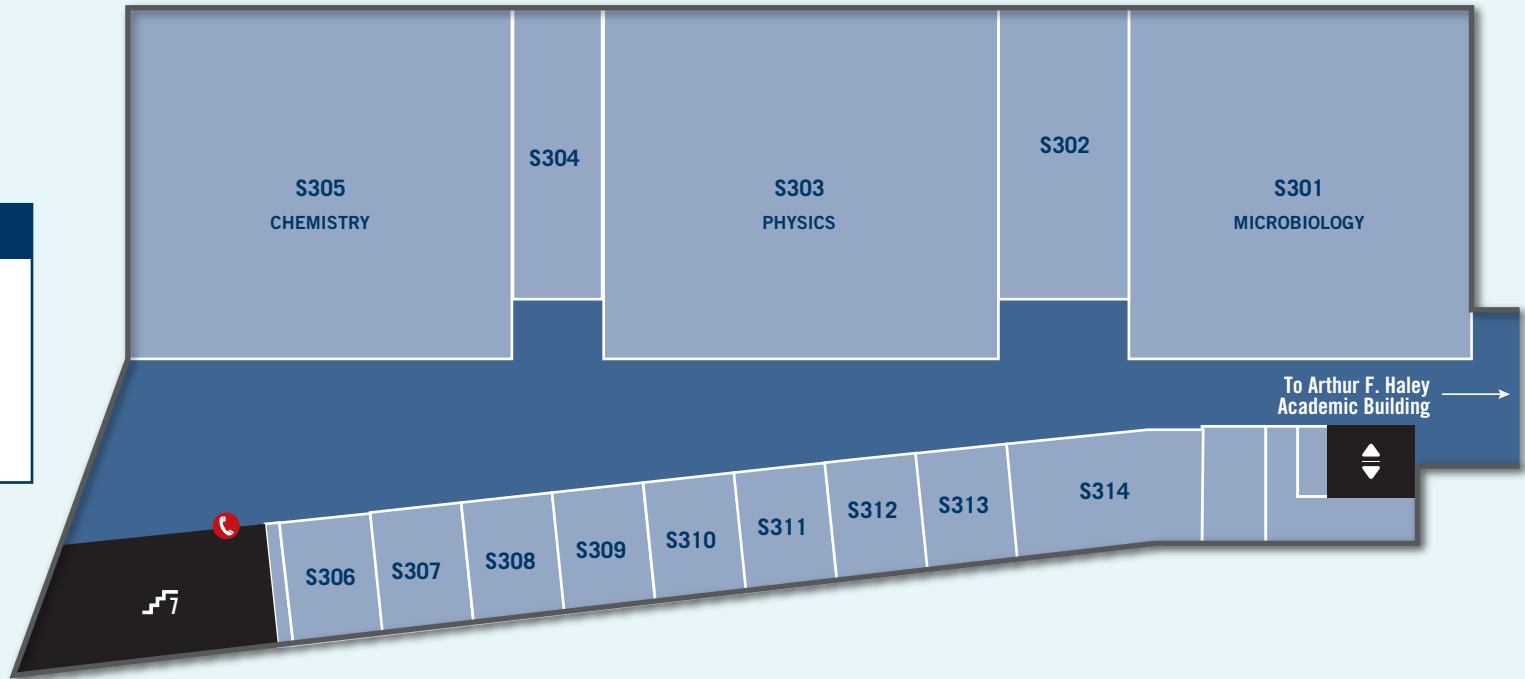 S305
CHEMISTRY
S304
S303
PHYSICS
S302
S301
MICROBIOLOGY
To Arthur F. Haley
Academic Building
S306
S307
S308
S309
S310
S311
S312
S313
S314
7